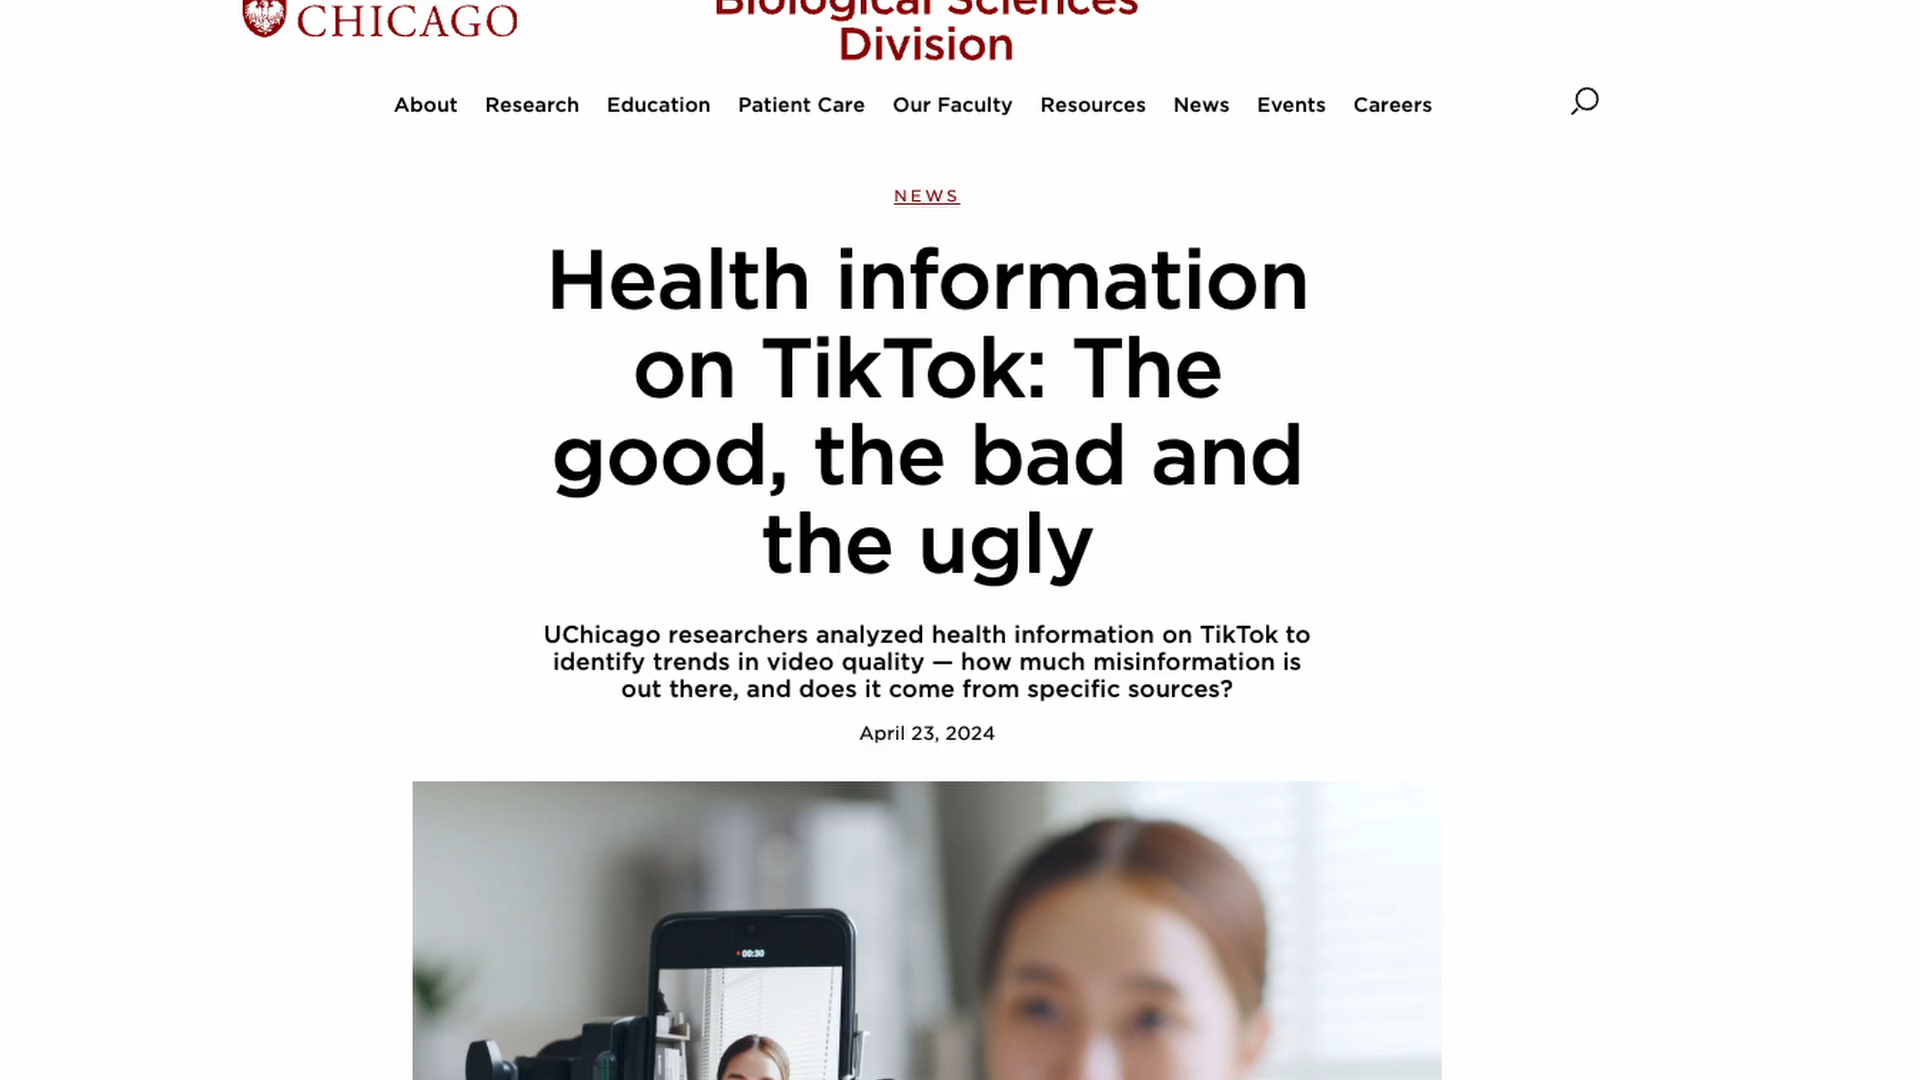 CHICAGO
Biological Sciences
Division
About Research Education Patient Care Our Faculty Resources News Events Careers
NEWS
Health information
on TikTok: The
good, the bad and
the ugly
UChicago researchers analyzed health information on TikTok to
identify trends in video quality — how much misinformation is
out there, and does it come from specific sources?
April 23, 2024
00:30